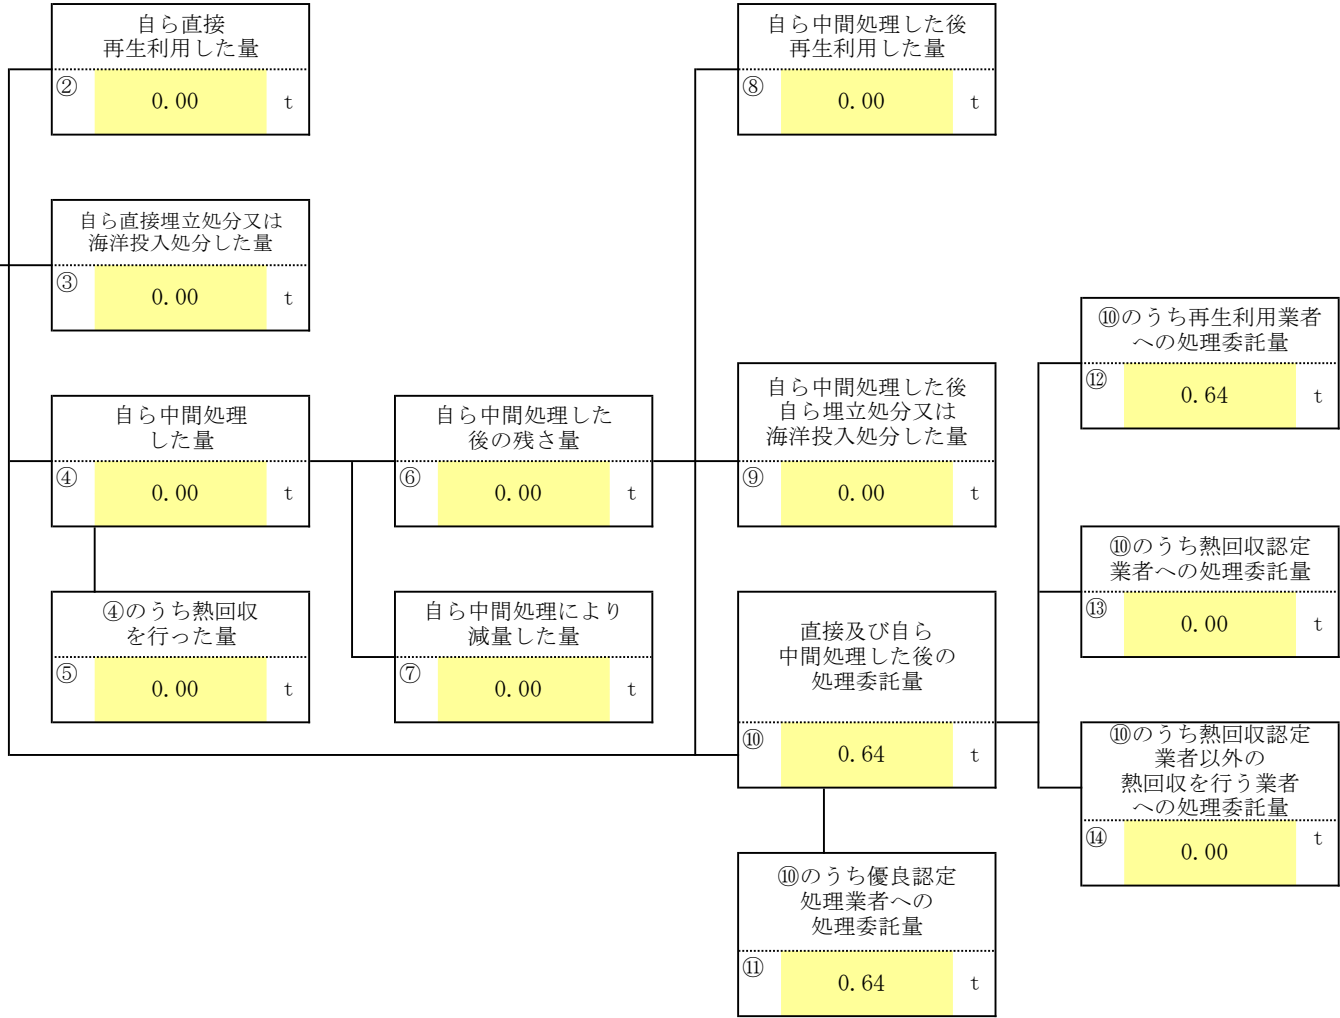 自ら直接
再生利用した量
② 0.00 t
自ら中間処理した後
再生利用した量
⑧ 0.00 t
自ら直接埋立処分又は
海洋投入処分した量
③ 0.00 t
⑩のうち再生利用業者
への処理委託量
⑫ 0.64 t
自ら中間処理
した量
④ 0.00 t
自ら中間処理した
後の残さ量
⑥ 0.00 t
自ら中間処理した後
自ら埋立処分又は
海洋投入処分した量
⑨ 0.00 t
⑩のうち熱回収認定
業者への処理委託量
⑬ 0.00 t
④のうち熱回収
を行った量
⑤ 0.00 t
自ら中間処理により
減量した量
⑦ 0.00 t
直接及び自ら
中間処理した後の
処理委託量
⑩ 0.64 t
⑩のうち熱回収認定
業者以外の
熱回収を行う業者
への処理委託量
⑭ 0.00 t
⑩のうち優良認定
処理業者への
処理委託量
⑪ 0.64 t